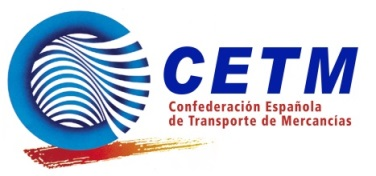 CETM
Confederación Española
de Transporte de Mercancías